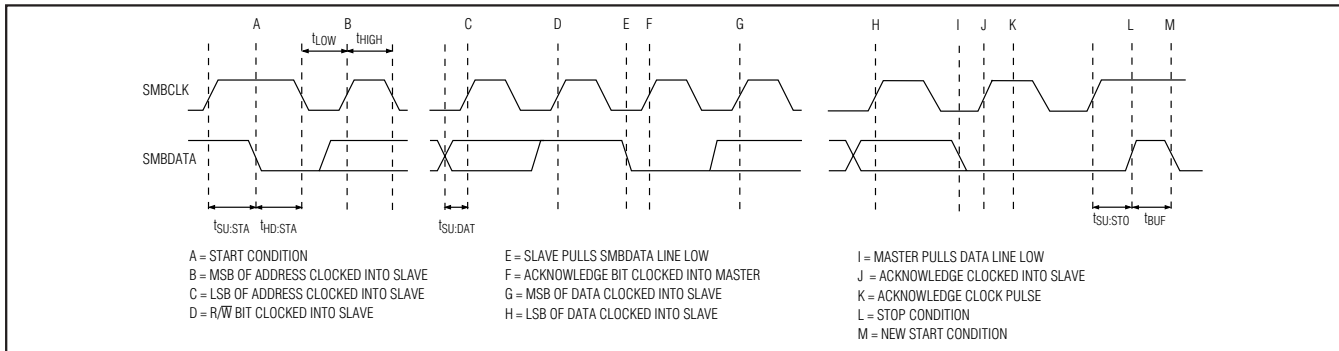 A B C D E F G H I J K L M
tLOW tHIGH
SMBCLK
SMBDATA
tSU:STA tHD:STA tSU:DAT tSU:STO tBUF
A = START CONDITION
B = MSB OF ADDRESS CLOCKED INTO SLAVE
C = LSB OF ADDRESS CLOCKED INTO SLAVE
D = R/W̅ BIT CLOCKED INTO SLAVE
E = SLAVE PULLS SMBDATA LINE LOW
F = ACKNOWLEDGE BIT CLOCKED INTO MASTER
G = MSB OF DATA CLOCKED INTO SLAVE
H = LSB OF DATA CLOCKED INTO SLAVE
I = MASTER PULLS DATA LINE LOW
J = ACKNOWLEDGE CLOCKED INTO SLAVE
K = ACKNOWLEDGE CLOCK PULSE
L = STOP CONDITION
M = NEW START CONDITION